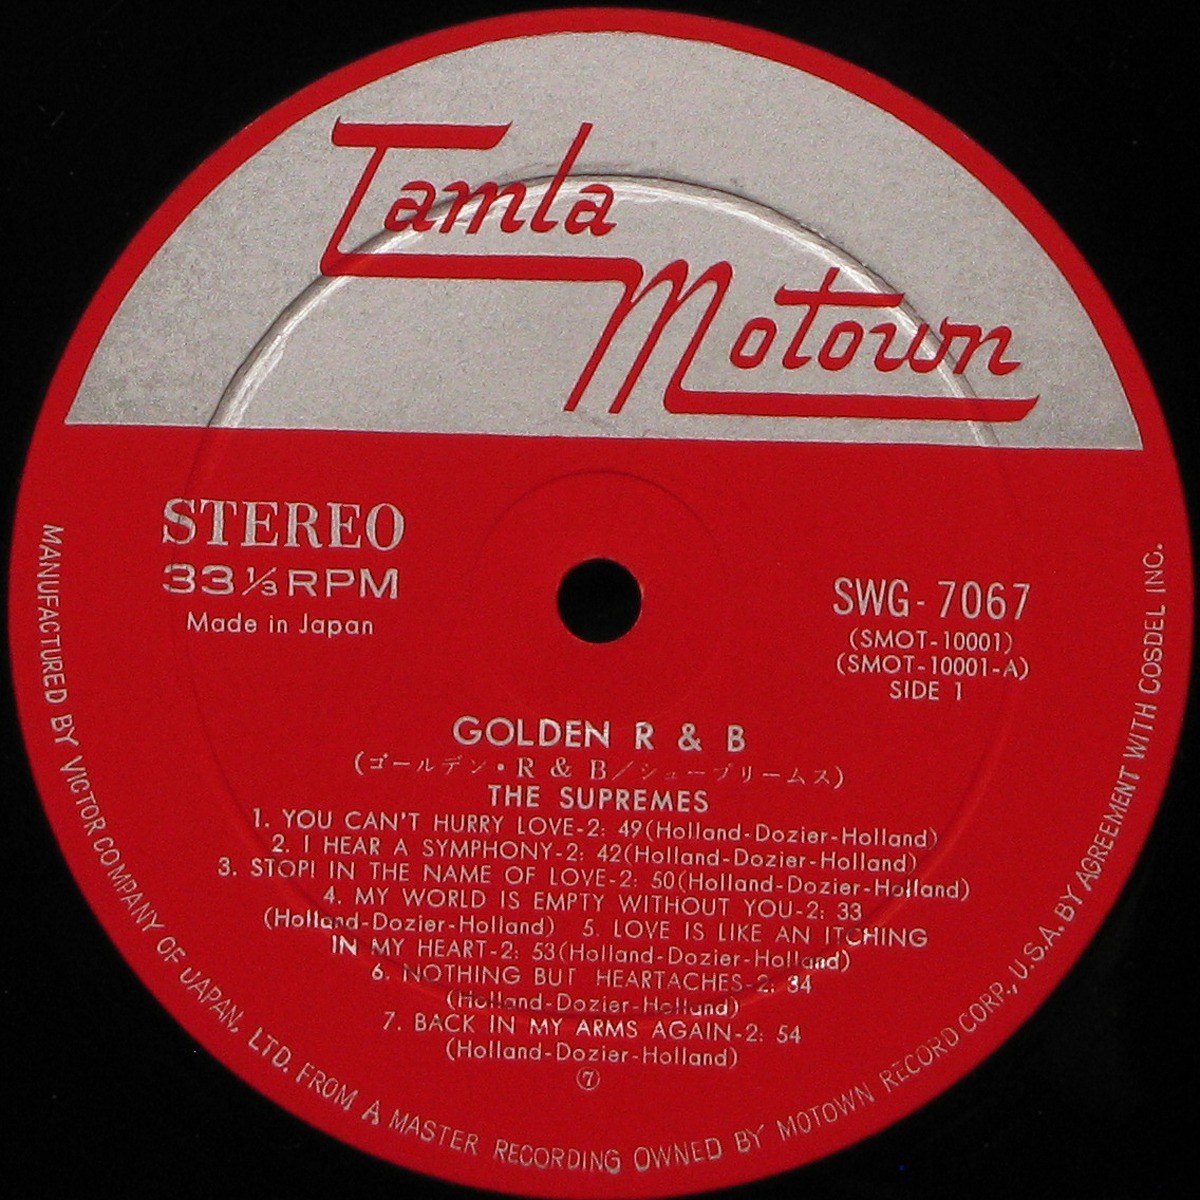 Tamla
Motown
STEREO
33 1/3 RPM
Made in Japan
SWG-7067
(SMOT-10001)
(SMOT-10001-A)
SIDE 1
GOLDEN R & B
(ゴールデン・R & B/シュープリームス)
THE SUPREMES
1. YOU CAN'T HURRY LOVE-2: 49(Holland-Dozier-Holland)
2. I HEAR A SYMPHONY-2: 42(Holland-Dozier-Holland)
3. STOP! IN THE NAME OF LOVE-2: 50(Holland-Dozier-Holland)
4. MY WORLD IS EMPTY WITHOUT YOU-2: 33
(Holland-Dozier-Holland) 5. LOVE IS LIKE AN ITCHING
IN MY HEART-2: 53(Holland-Dozier-Holland)
6. NOTHING BUT HEARTACHES-2: 34
(Holland-Dozier-Holland)
7. BACK IN MY ARMS AGAIN-2: 54
(Holland-Dozier-Holland)
⑦
MANUFACTURED BY VICTOR COMPANY OF JAPAN, LTD. FROM A MASTER RECORDING OWNED BY MOTOWN RECORD CORP., U.S.A. BY AGREEMENT WITH COSDEL INC.